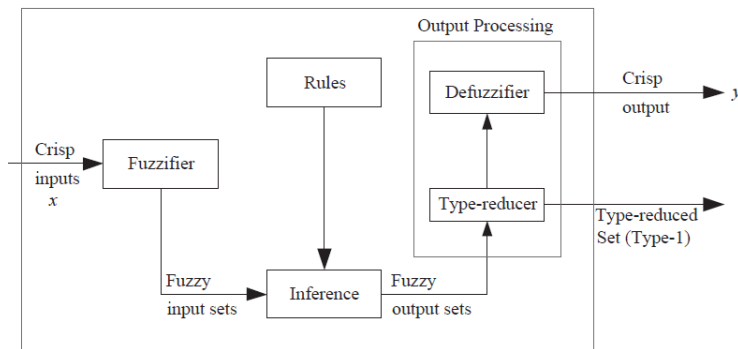 Output Processing
Rules
Defuzzifier
Crisp
output
y
Crisp
inputs
x
Fuzzifier
Type-reducer
Type-reduced
Set (Type-1)
Fuzzy
input sets
Inference
Fuzzy
output sets